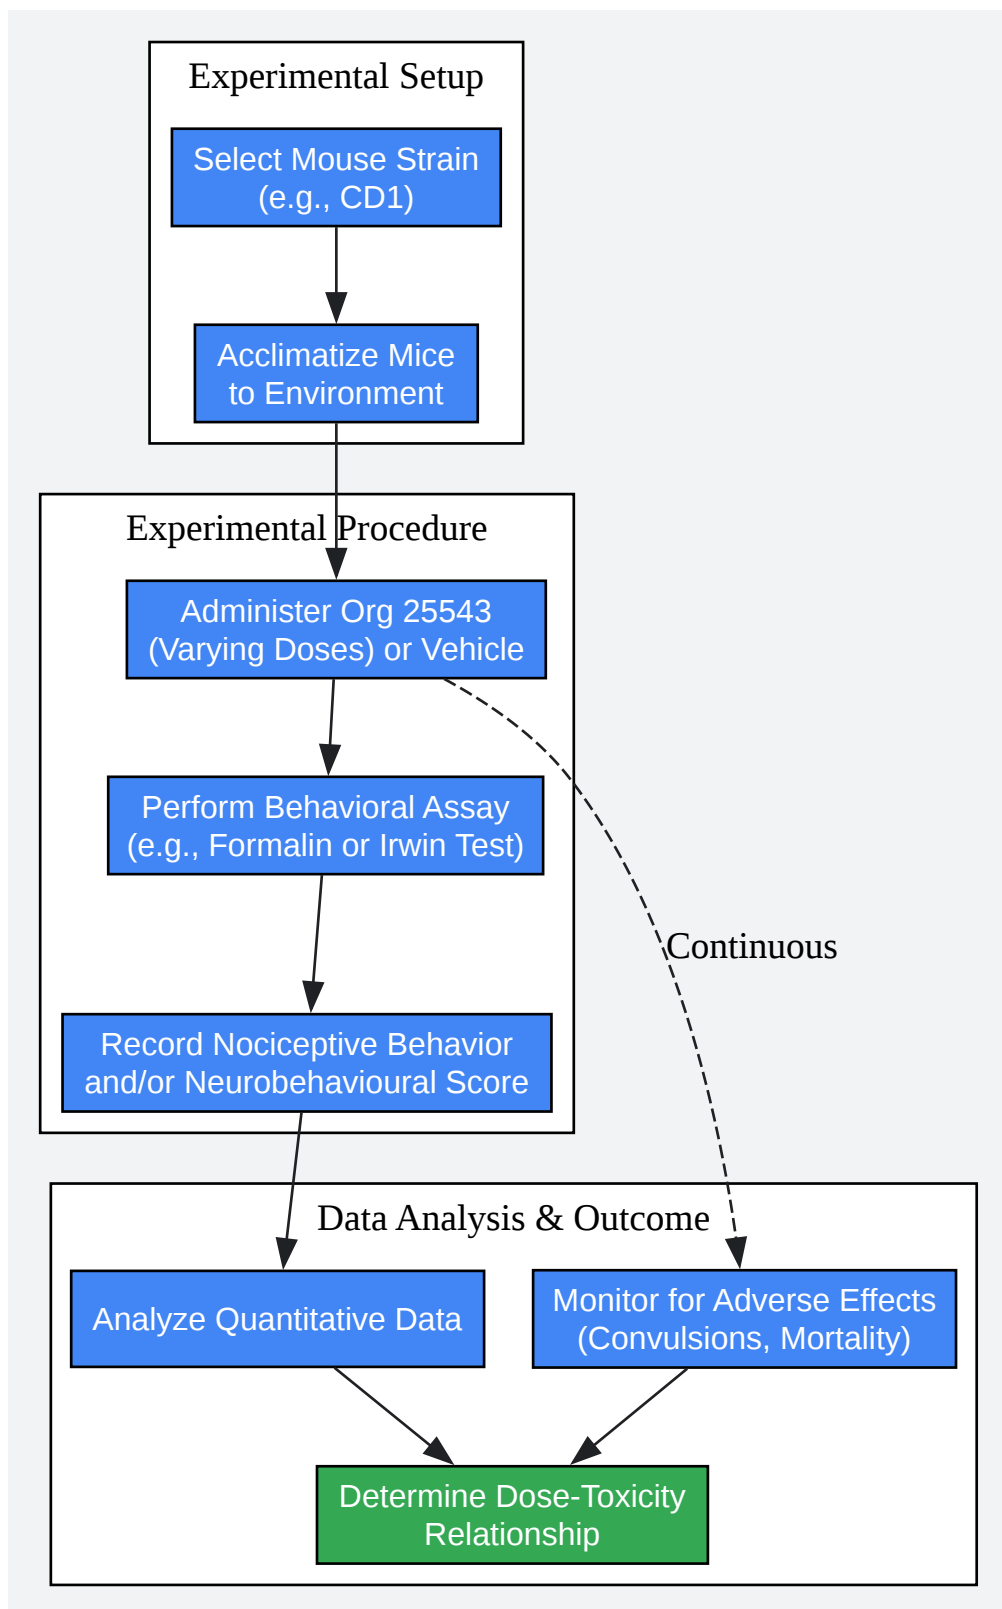 Experimental Setup
Select Mouse Strain
(e.g., CD1)
Acclimatize Mice
to Environment
Experimental Procedure
Administer Org 25543
(Varying Doses) or Vehicle
Perform Behavioral Assay
(e.g., Formalin or Irwin Test)
Continuous
Record Nociceptive Behavior
and/or Neurobehavioural Score
Data Analysis & Outcome
Analyze Quantitative Data
Monitor for Adverse Effects
(Convulsions, Mortality)
Determine Dose-Toxicity
Relationship